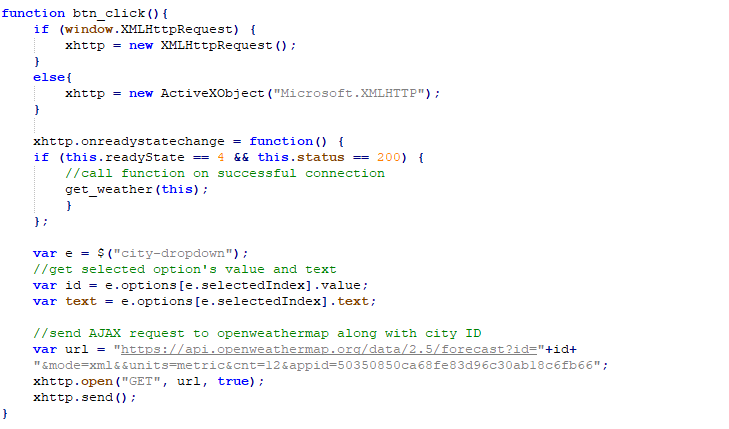 function btn_click(){
if (window.XMLHttpRequest) {
xhttp = new XMLHttpRequest();
}
else{
xhttp = new ActiveXObject("Microsoft.XMLHTTP");
}
xhttp.onreadystatechange = function() {
if (this.readyState == 4 && this.status == 200) {
//call function on successful connection
get_weather(this);
}
};
var e = $("city-dropdown");
//get selected option's value and text
var id = e.options[e.selectedIndex].value;
var text = e.options[e.selectedIndex].text;
//send AJAX request to openweathermap along with city ID
var url = "https://api.openweathermap.org/data/2.5/forecast?id="+id+
"&mode=xml&&units=metric&cnt=12&appid=50350850ca68fe83d96c30ab18c6fb66";
xhttp.open("GET", url, true);
xhttp.send();
}